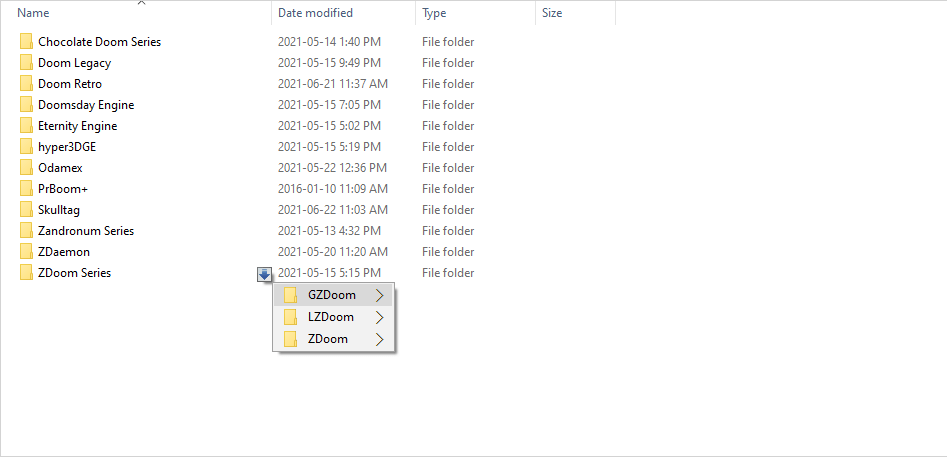 Name Date modified Type Size
Chocolate Doom Series 2021-05-14 1:40 PM File folder
Doom Legacy 2021-05-15 9:49 PM File folder
Doom Retro 2021-06-21 11:37 AM File folder
Doomsday Engine 2021-05-15 7:05 PM File folder
Eternity Engine 2021-05-15 5:02 PM File folder
hyper3DGE 2021-05-15 5:19 PM File folder
Odamex 2021-05-22 12:36 PM File folder
PrBoom+ 2016-01-10 11:09 AM File folder
Skulltag 2021-06-22 11:03 AM File folder
Zandronum Series 2021-05-13 4:32 PM File folder
ZDaemon 2021-05-20 11:20 AM File folder
ZDoom Series 2021-05-15 5:15 PM File folder
GZDoom
LZDoom
ZDoom